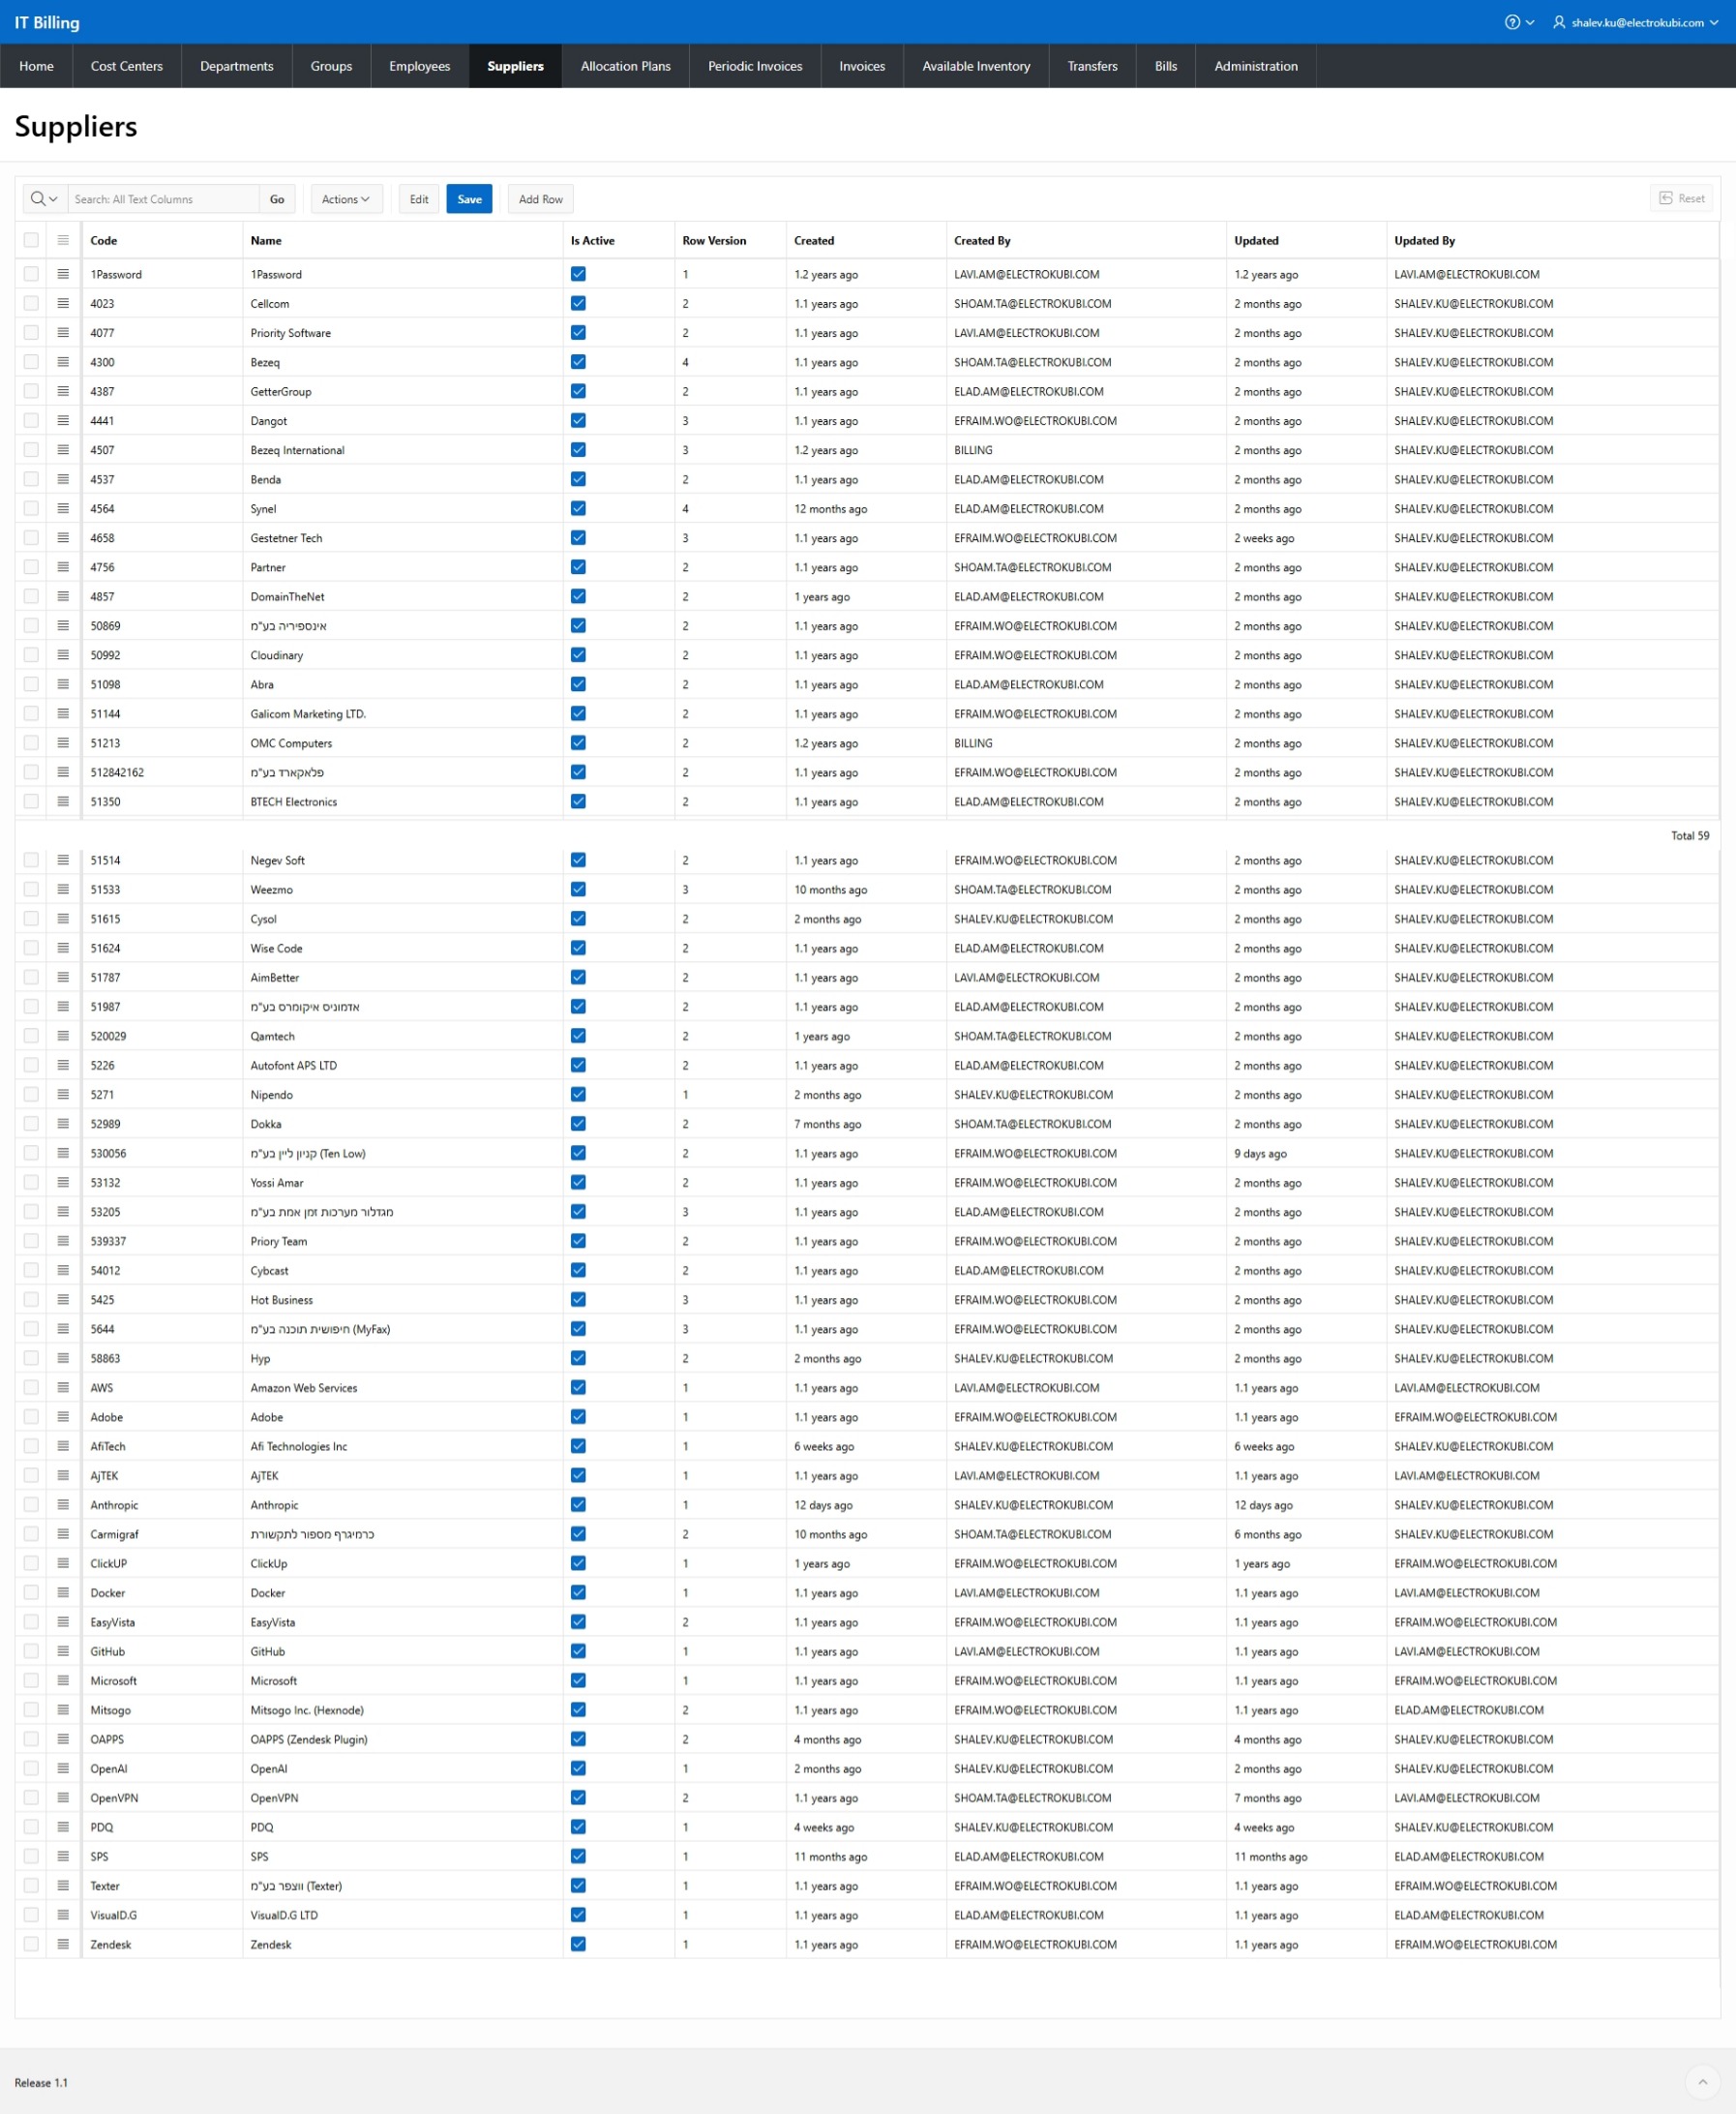 IT Billing
shalev.ku@electrokubi.com
Home Cost Centers Departments Groups Employees Suppliers Allocation Plans Periodic Invoices Invoices Available Inventory Transfers Bills Administration
Suppliers
Search: All Text Columns Go Actions Edit Save Add Row Reset
Code Name Is Active Row Version Created Created By Updated Updated By
1Password 1Password 1 1.2 years ago LAVI.AM@ELECTROKUBI.COM 1.2 years ago LAVI.AM@ELECTROKUBI.COM
4023 Cellcom 2 1.1 years ago SHOAM.TA@ELECTROKUBI.COM 2 months ago SHALEV.KU@ELECTROKUBI.COM
4077 Priority Software 2 1.1 years ago LAVI.AM@ELECTROKUBI.COM 2 months ago SHALEV.KU@ELECTROKUBI.COM
4300 Bezeq 4 1.1 years ago SHOAM.TA@ELECTROKUBI.COM 2 months ago SHALEV.KU@ELECTROKUBI.COM
4387 GetterGroup 2 1.1 years ago ELAD.AM@ELECTROKUBI.COM 2 months ago SHALEV.KU@ELECTROKUBI.COM
4441 Dangot 3 1.1 years ago EFRAIM.WO@ELECTROKUBI.COM 2 months ago SHALEV.KU@ELECTROKUBI.COM
4507 Bezeq International 3 1.2 years ago BILLING 2 months ago SHALEV.KU@ELECTROKUBI.COM
4537 Benda 2 1.1 years ago ELAD.AM@ELECTROKUBI.COM 2 months ago SHALEV.KU@ELECTROKUBI.COM
4564 Synel 4 12 months ago ELAD.AM@ELECTROKUBI.COM 2 months ago SHALEV.KU@ELECTROKUBI.COM
4658 Gestetner Tech 3 1.1 years ago EFRAIM.WO@ELECTROKUBI.COM 2 weeks ago SHALEV.KU@ELECTROKUBI.COM
4756 Partner 2 1.1 years ago SHOAM.TA@ELECTROKUBI.COM 2 months ago SHALEV.KU@ELECTROKUBI.COM
4857 DomainTheNet 2 1 years ago ELAD.AM@ELECTROKUBI.COM 2 months ago SHALEV.KU@ELECTROKUBI.COM
50869 אינספיריה בע"מ 2 1.1 years ago EFRAIM.WO@ELECTROKUBI.COM 2 months ago SHALEV.KU@ELECTROKUBI.COM
50992 Cloudinary 2 1.1 years ago EFRAIM.WO@ELECTROKUBI.COM 2 months ago SHALEV.KU@ELECTROKUBI.COM
51098 Abra 2 1.1 years ago ELAD.AM@ELECTROKUBI.COM 2 months ago SHALEV.KU@ELECTROKUBI.COM
51144 Galicom Marketing LTD. 2 1.1 years ago EFRAIM.WO@ELECTROKUBI.COM 2 months ago SHALEV.KU@ELECTROKUBI.COM
51213 OMC Computers 2 1.2 years ago BILLING 2 months ago SHALEV.KU@ELECTROKUBI.COM
512842162 פלאקארד בע"מ 2 1.1 years ago EFRAIM.WO@ELECTROKUBI.COM 2 months ago SHALEV.KU@ELECTROKUBI.COM
51350 BTECH Electronics 2 1.1 years ago ELAD.AM@ELECTROKUBI.COM 2 months ago SHALEV.KU@ELECTROKUBI.COM
Total 59
51514 Negev Soft 2 1.1 years ago EFRAIM.WO@ELECTROKUBI.COM 2 months ago SHALEV.KU@ELECTROKUBI.COM
51533 Weezmo 3 10 months ago SHOAM.TA@ELECTROKUBI.COM 2 months ago SHALEV.KU@ELECTROKUBI.COM
51615 Cysol 2 2 months ago SHALEV.KU@ELECTROKUBI.COM 2 months ago SHALEV.KU@ELECTROKUBI.COM
51624 Wise Code 2 1.1 years ago ELAD.AM@ELECTROKUBI.COM 2 months ago SHALEV.KU@ELECTROKUBI.COM
51787 AimBetter 2 1.1 years ago LAVI.AM@ELECTROKUBI.COM 2 months ago SHALEV.KU@ELECTROKUBI.COM
51987 אדמוניס איקומרס בע"מ 2 1.1 years ago ELAD.AM@ELECTROKUBI.COM 2 months ago SHALEV.KU@ELECTROKUBI.COM
520029 Qamtech 2 1 years ago SHOAM.TA@ELECTROKUBI.COM 2 months ago SHALEV.KU@ELECTROKUBI.COM
5226 Autofont APS LTD 2 1.1 years ago ELAD.AM@ELECTROKUBI.COM 2 months ago SHALEV.KU@ELECTROKUBI.COM
5271 Nipendo 1 2 months ago SHALEV.KU@ELECTROKUBI.COM 2 months ago SHALEV.KU@ELECTROKUBI.COM
52989 Dokka 2 7 months ago SHOAM.TA@ELECTROKUBI.COM 2 months ago SHALEV.KU@ELECTROKUBI.COM
530056 קניון ליין בע"מ (Ten Low) 2 1.1 years ago EFRAIM.WO@ELECTROKUBI.COM 9 days ago SHALEV.KU@ELECTROKUBI.COM
53132 Yossi Amar 2 1.1 years ago EFRAIM.WO@ELECTROKUBI.COM 2 months ago SHALEV.KU@ELECTROKUBI.COM
53205 מגדלור מערכות זמן אמת בע"מ 3 1.1 years ago ELAD.AM@ELECTROKUBI.COM 2 months ago SHALEV.KU@ELECTROKUBI.COM
539337 Priory Team 2 1.1 years ago EFRAIM.WO@ELECTROKUBI.COM 2 months ago SHALEV.KU@ELECTROKUBI.COM
54012 Cybcast 2 1.1 years ago ELAD.AM@ELECTROKUBI.COM 2 months ago SHALEV.KU@ELECTROKUBI.COM
5425 Hot Business 3 1.1 years ago EFRAIM.WO@ELECTROKUBI.COM 2 months ago SHALEV.KU@ELECTROKUBI.COM
5644 חיפושית תוכנה בע"מ (MyFax) 3 1.1 years ago EFRAIM.WO@ELECTROKUBI.COM 2 months ago SHALEV.KU@ELECTROKUBI.COM
58863 Hyp 2 2 months ago SHALEV.KU@ELECTROKUBI.COM 2 months ago SHALEV.KU@ELECTROKUBI.COM
AWS Amazon Web Services 1 1.1 years ago LAVI.AM@ELECTROKUBI.COM 1.1 years ago LAVI.AM@ELECTROKUBI.COM
Adobe Adobe 1 1.1 years ago EFRAIM.WO@ELECTROKUBI.COM 1.1 years ago EFRAIM.WO@ELECTROKUBI.COM
AfiTech Afi Technologies Inc 1 6 weeks ago SHALEV.KU@ELECTROKUBI.COM 6 weeks ago SHALEV.KU@ELECTROKUBI.COM
AjTEK AjTEK 1 1.1 years ago LAVI.AM@ELECTROKUBI.COM 1.1 years ago LAVI.AM@ELECTROKUBI.COM
Anthropic Anthropic 1 12 days ago SHALEV.KU@ELECTROKUBI.COM 12 days ago SHALEV.KU@ELECTROKUBI.COM
Carmigraf כרמיגרף מספור לתקשורת 2 10 months ago SHOAM.TA@ELECTROKUBI.COM 6 months ago SHALEV.KU@ELECTROKUBI.COM
ClickUP ClickUp 1 1 years ago EFRAIM.WO@ELECTROKUBI.COM 1 years ago EFRAIM.WO@ELECTROKUBI.COM
Docker Docker 1 1.1 years ago LAVI.AM@ELECTROKUBI.COM 1.1 years ago LAVI.AM@ELECTROKUBI.COM
EasyVista EasyVista 2 1.1 years ago EFRAIM.WO@ELECTROKUBI.COM 1.1 years ago EFRAIM.WO@ELECTROKUBI.COM
GitHub GitHub 1 1.1 years ago LAVI.AM@ELECTROKUBI.COM 1.1 years ago LAVI.AM@ELECTROKUBI.COM
Microsoft Microsoft 1 1.1 years ago EFRAIM.WO@ELECTROKUBI.COM 1.1 years ago EFRAIM.WO@ELECTROKUBI.COM
Mitsogo Mitsogo Inc. (Hexnode) 2 1.1 years ago EFRAIM.WO@ELECTROKUBI.COM 1.1 years ago ELAD.AM@ELECTROKUBI.COM
OAPPS OAPPS (Zendesk Plugin) 2 4 months ago SHALEV.KU@ELECTROKUBI.COM 4 months ago SHALEV.KU@ELECTROKUBI.COM
OpenAI OpenAI 1 2 months ago SHALEV.KU@ELECTROKUBI.COM 2 months ago SHALEV.KU@ELECTROKUBI.COM
OpenVPN OpenVPN 2 1.1 years ago SHOAM.TA@ELECTROKUBI.COM 7 months ago LAVI.AM@ELECTROKUBI.COM
PDQ PDQ 1 4 weeks ago SHALEV.KU@ELECTROKUBI.COM 4 weeks ago SHALEV.KU@ELECTROKUBI.COM
SPS SPS 1 11 months ago ELAD.AM@ELECTROKUBI.COM 11 months ago ELAD.AM@ELECTROKUBI.COM
Texter ווצפר בע"מ (Texter) 1 1.1 years ago EFRAIM.WO@ELECTROKUBI.COM 1.1 years ago EFRAIM.WO@ELECTROKUBI.COM
VisualD.G VisualD.G LTD 1 1.1 years ago ELAD.AM@ELECTROKUBI.COM 1.1 years ago ELAD.AM@ELECTROKUBI.COM
Zendesk Zendesk 1 1.1 years ago EFRAIM.WO@ELECTROKUBI.COM 1.1 years ago EFRAIM.WO@ELECTROKUBI.COM
Release 1.1